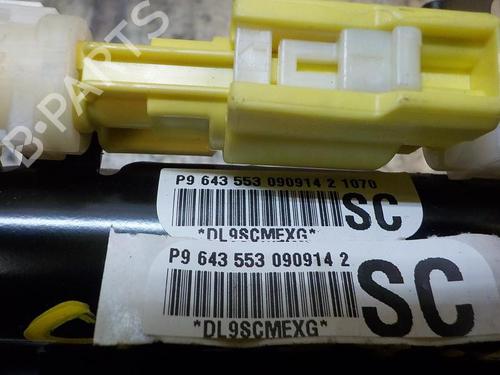 B-PARTS
P9 643 553 090914 2 1070
SC
*DL9SCMEXG*
P9 643 553 090914 2
SC
*DL9SCMEXG*